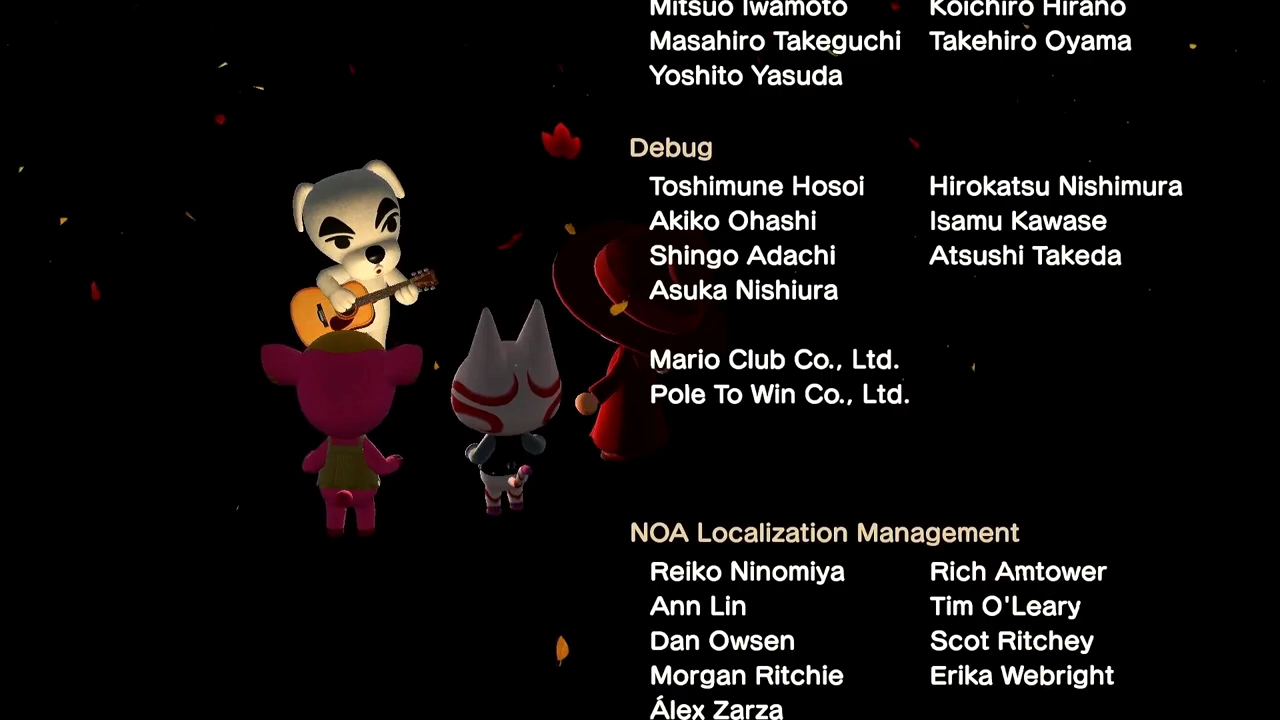 Mitsuo Iwamoto Koichiro Hirano
Masahiro Takeguchi Takehiro Oyama
Yoshito Yasuda
Debug
Toshimune Hosoi Hirokatsu Nishimura
Akiko Ohashi Isamu Kawase
Shingo Adachi Atsushi Takeda
Asuka Nishiura
Mario Club Co., Ltd.
Pole To Win Co., Ltd.
NOA Localization Management
Reiko Ninomiya Rich Amtower
Ann Lin Tim O'Leary
Dan Owsen Scot Ritchey
Morgan Ritchie Erika Webright
Álex Zarza